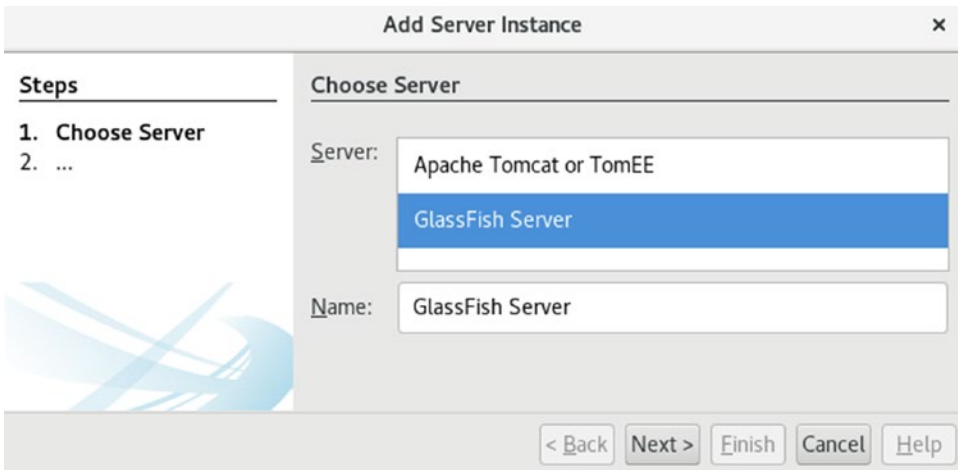 Add Server Instance ×
Steps
1. Choose Server
2. ...
Choose Server
Server:
Apache Tomcat or TomEE
GlassFish Server
Name: GlassFish Server
< Back Next > Finish Cancel Help